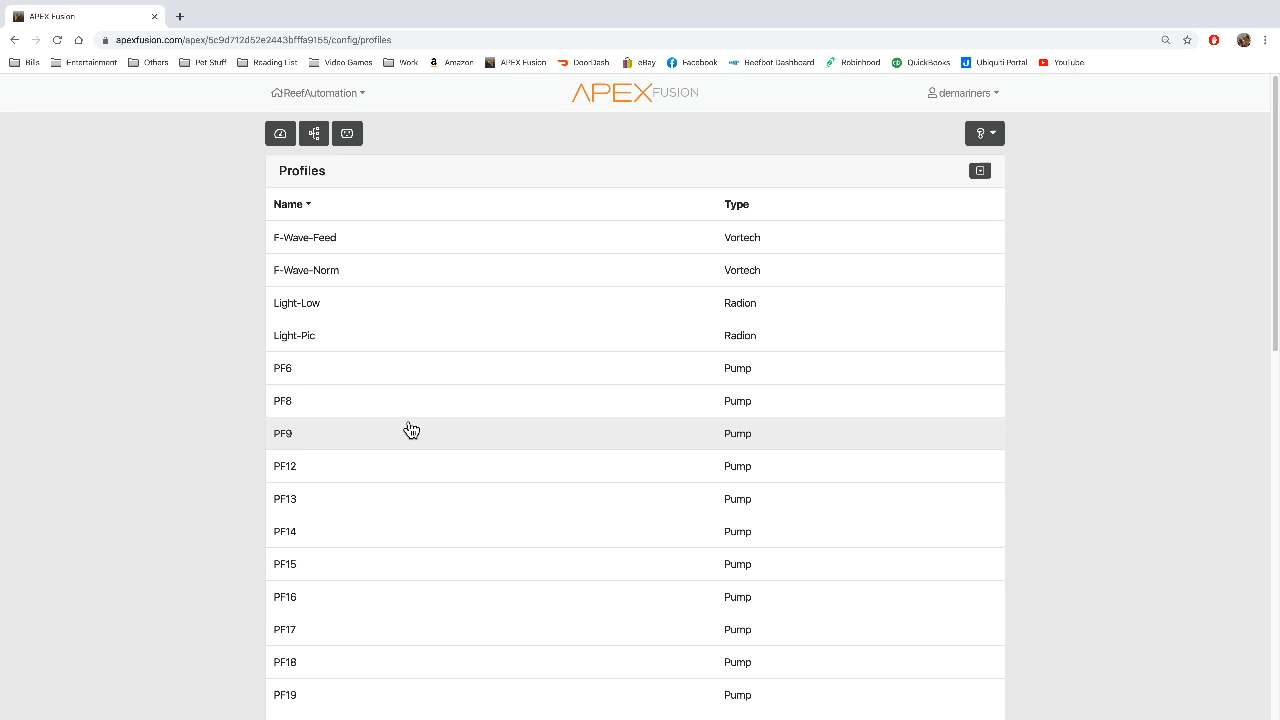 APEX Fusion
apexfusion.com/apex/5c9d712d52e2443bfffa9155/config/profiles
Bills Entertainment Others Pet Stuff Reading List Video Games Work Amazon APEX Fusion DoorDash eBay Facebook Reefbot Dashboard Robinhood QuickBooks Ubiquiti Portal YouTube
ReefAutomation APEX FUSION demariners
Profiles
Name Type
F-Wave-Feed Vortech
F-Wave-Norm Vortech
Light-Low Radion
Light-Pic Radion
PF6 Pump
PF8 Pump
PF9 Pump
PF12 Pump
PF13 Pump
PF14 Pump
PF15 Pump
PF16 Pump
PF17 Pump
PF18 Pump
PF19 Pump